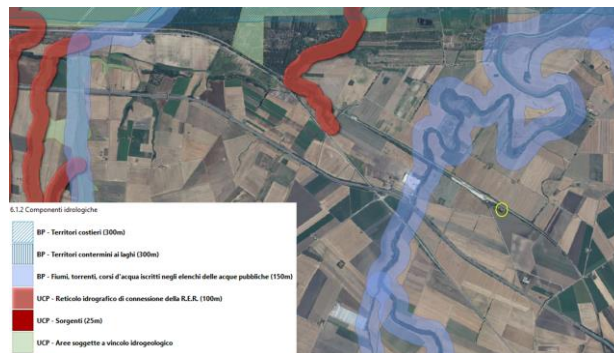 6.1.2 Componenti idrologiche
BP - Territori costieri (300m)
BP - Territori contermini ai laghi (300m)
BP - Fiumi, torrenti, corsi d'acqua iscritti negli elenchi delle acque pubbliche (150m)
UCP - Reticolo idrografico di connessione della R.E.R. (100m)
UCP - Sorgenti (25m)
UCP - Aree soggette a vincolo idrogeologico